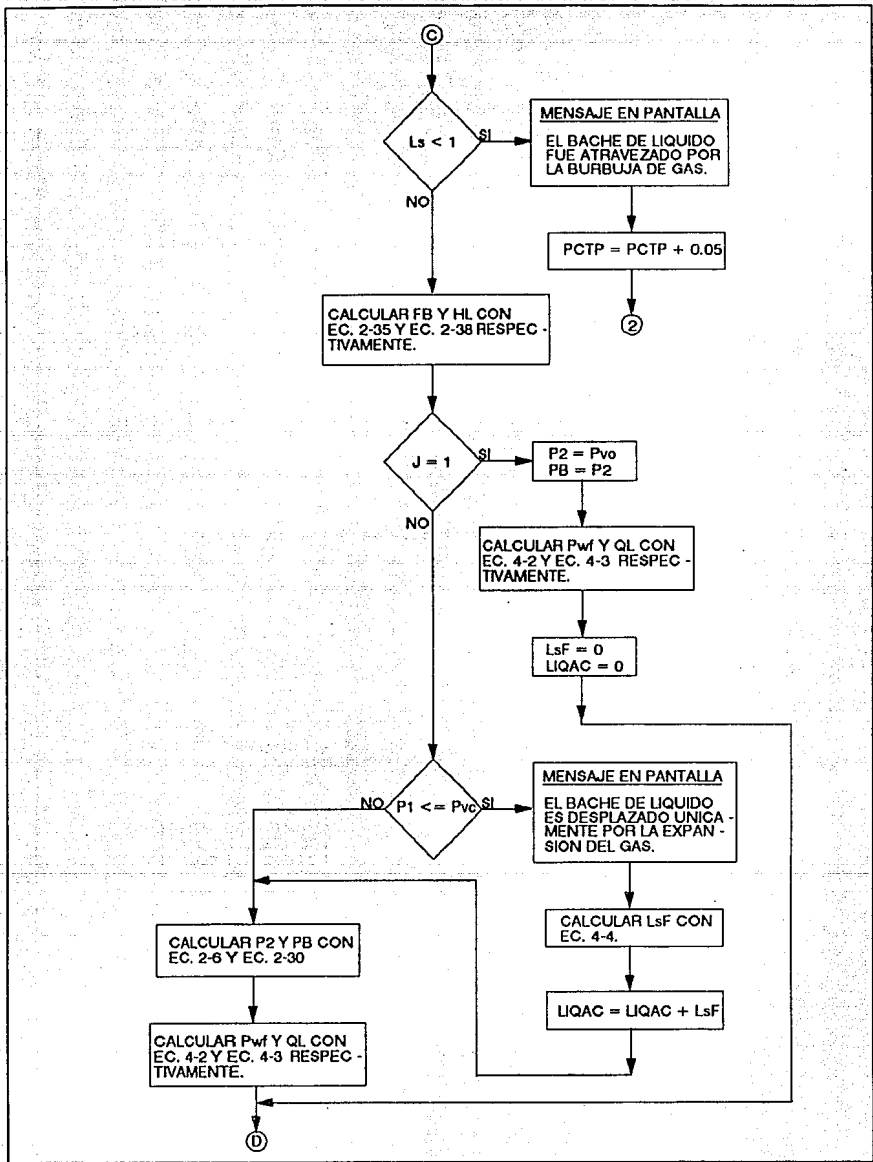 C
Ls < 1
SI
NO
MENSAJE EN PANTALLA
EL BACHE DE LIQUIDO
FUE ATRAVEZADO POR
LA BURBUJA DE GAS.
PCTP = PCTP + 0.05
2
CALCULAR FB Y HL CON
EC. 2-35 Y EC. 2-38 RESPEC -
TIVAMENTE.
J = 1
SI
NO
P2 = Pvo
PB = P2
CALCULAR Pwf Y QL CON
EC. 4-2 Y EC. 4-3 RESPEC -
TIVAMENTE.
LsF = 0
LIQAC = 0
NO
P1 <= Pvc
SI
MENSAJE EN PANTALLA
EL BACHE DE LIQUIDO
ES DESPLAZADO UNICA -
MENTE POR LA EXPAN -
SION DEL GAS.
CALCULAR LsF CON
EC. 4-4.
LIQAC = LIQAC + LsF
CALCULAR P2 Y PB CON
EC. 2-6 Y EC. 2-30
CALCULAR Pwf Y QL CON
EC. 4-2 Y EC. 4-3 RESPEC -
TIVAMENTE.
D